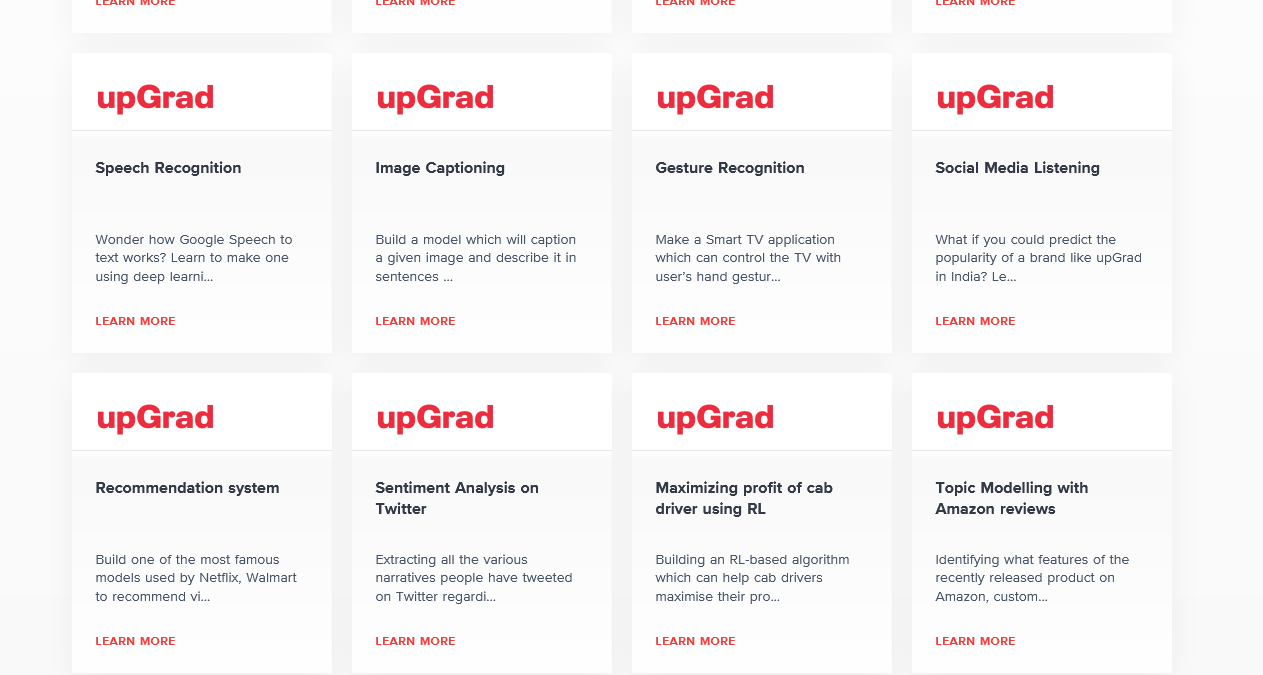 LEARN MORE
LEARN MORE
LEARN MORE
LEARN MORE
upGrad
Speech Recognition
Wonder how Google Speech to
text works? Learn to make one
using deep learni...
LEARN MORE
upGrad
Image Captioning
Build a model which will caption
a given image and describe it in
sentences ...
LEARN MORE
upGrad
Gesture Recognition
Make a Smart TV application
which can control the TV with
user’s hand gestur...
LEARN MORE
upGrad
Social Media Listening
What if you could predict the
popularity of a brand like upGrad
in India? Le...
LEARN MORE
upGrad
Recommendation system
Build one of the most famous
models used by Netflix, Walmart
to recommend vi...
LEARN MORE
upGrad
Sentiment Analysis on
Twitter
Extracting all the various
narratives people have tweeted
on Twitter regardi...
LEARN MORE
upGrad
Maximizing profit of cab
driver using RL
Building an RL-based algorithm
which can help cab drivers
maximise their pro...
LEARN MORE
upGrad
Topic Modelling with
Amazon reviews
Identifying what features of the
recently released product on
Amazon, custom...
LEARN MORE